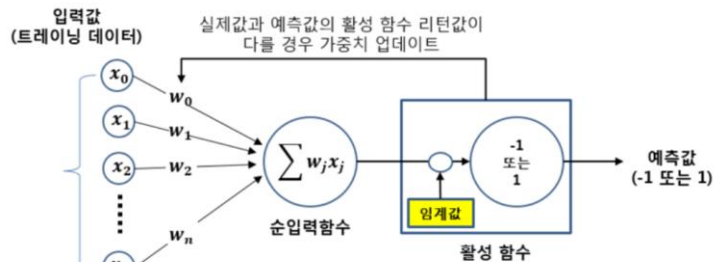 입력값
(트레이닝 데이터)
실제값과 예측값의 활성 함수 리턴값이
다를 경우 가중치 업데이트
x₀
w₀
x₁
w₁
x₂
w₂
wₙ
∑ wⱼxⱼ
순입력함수
-1
또는
1
임계값
활성 함수
예측값
(-1 또는 1)